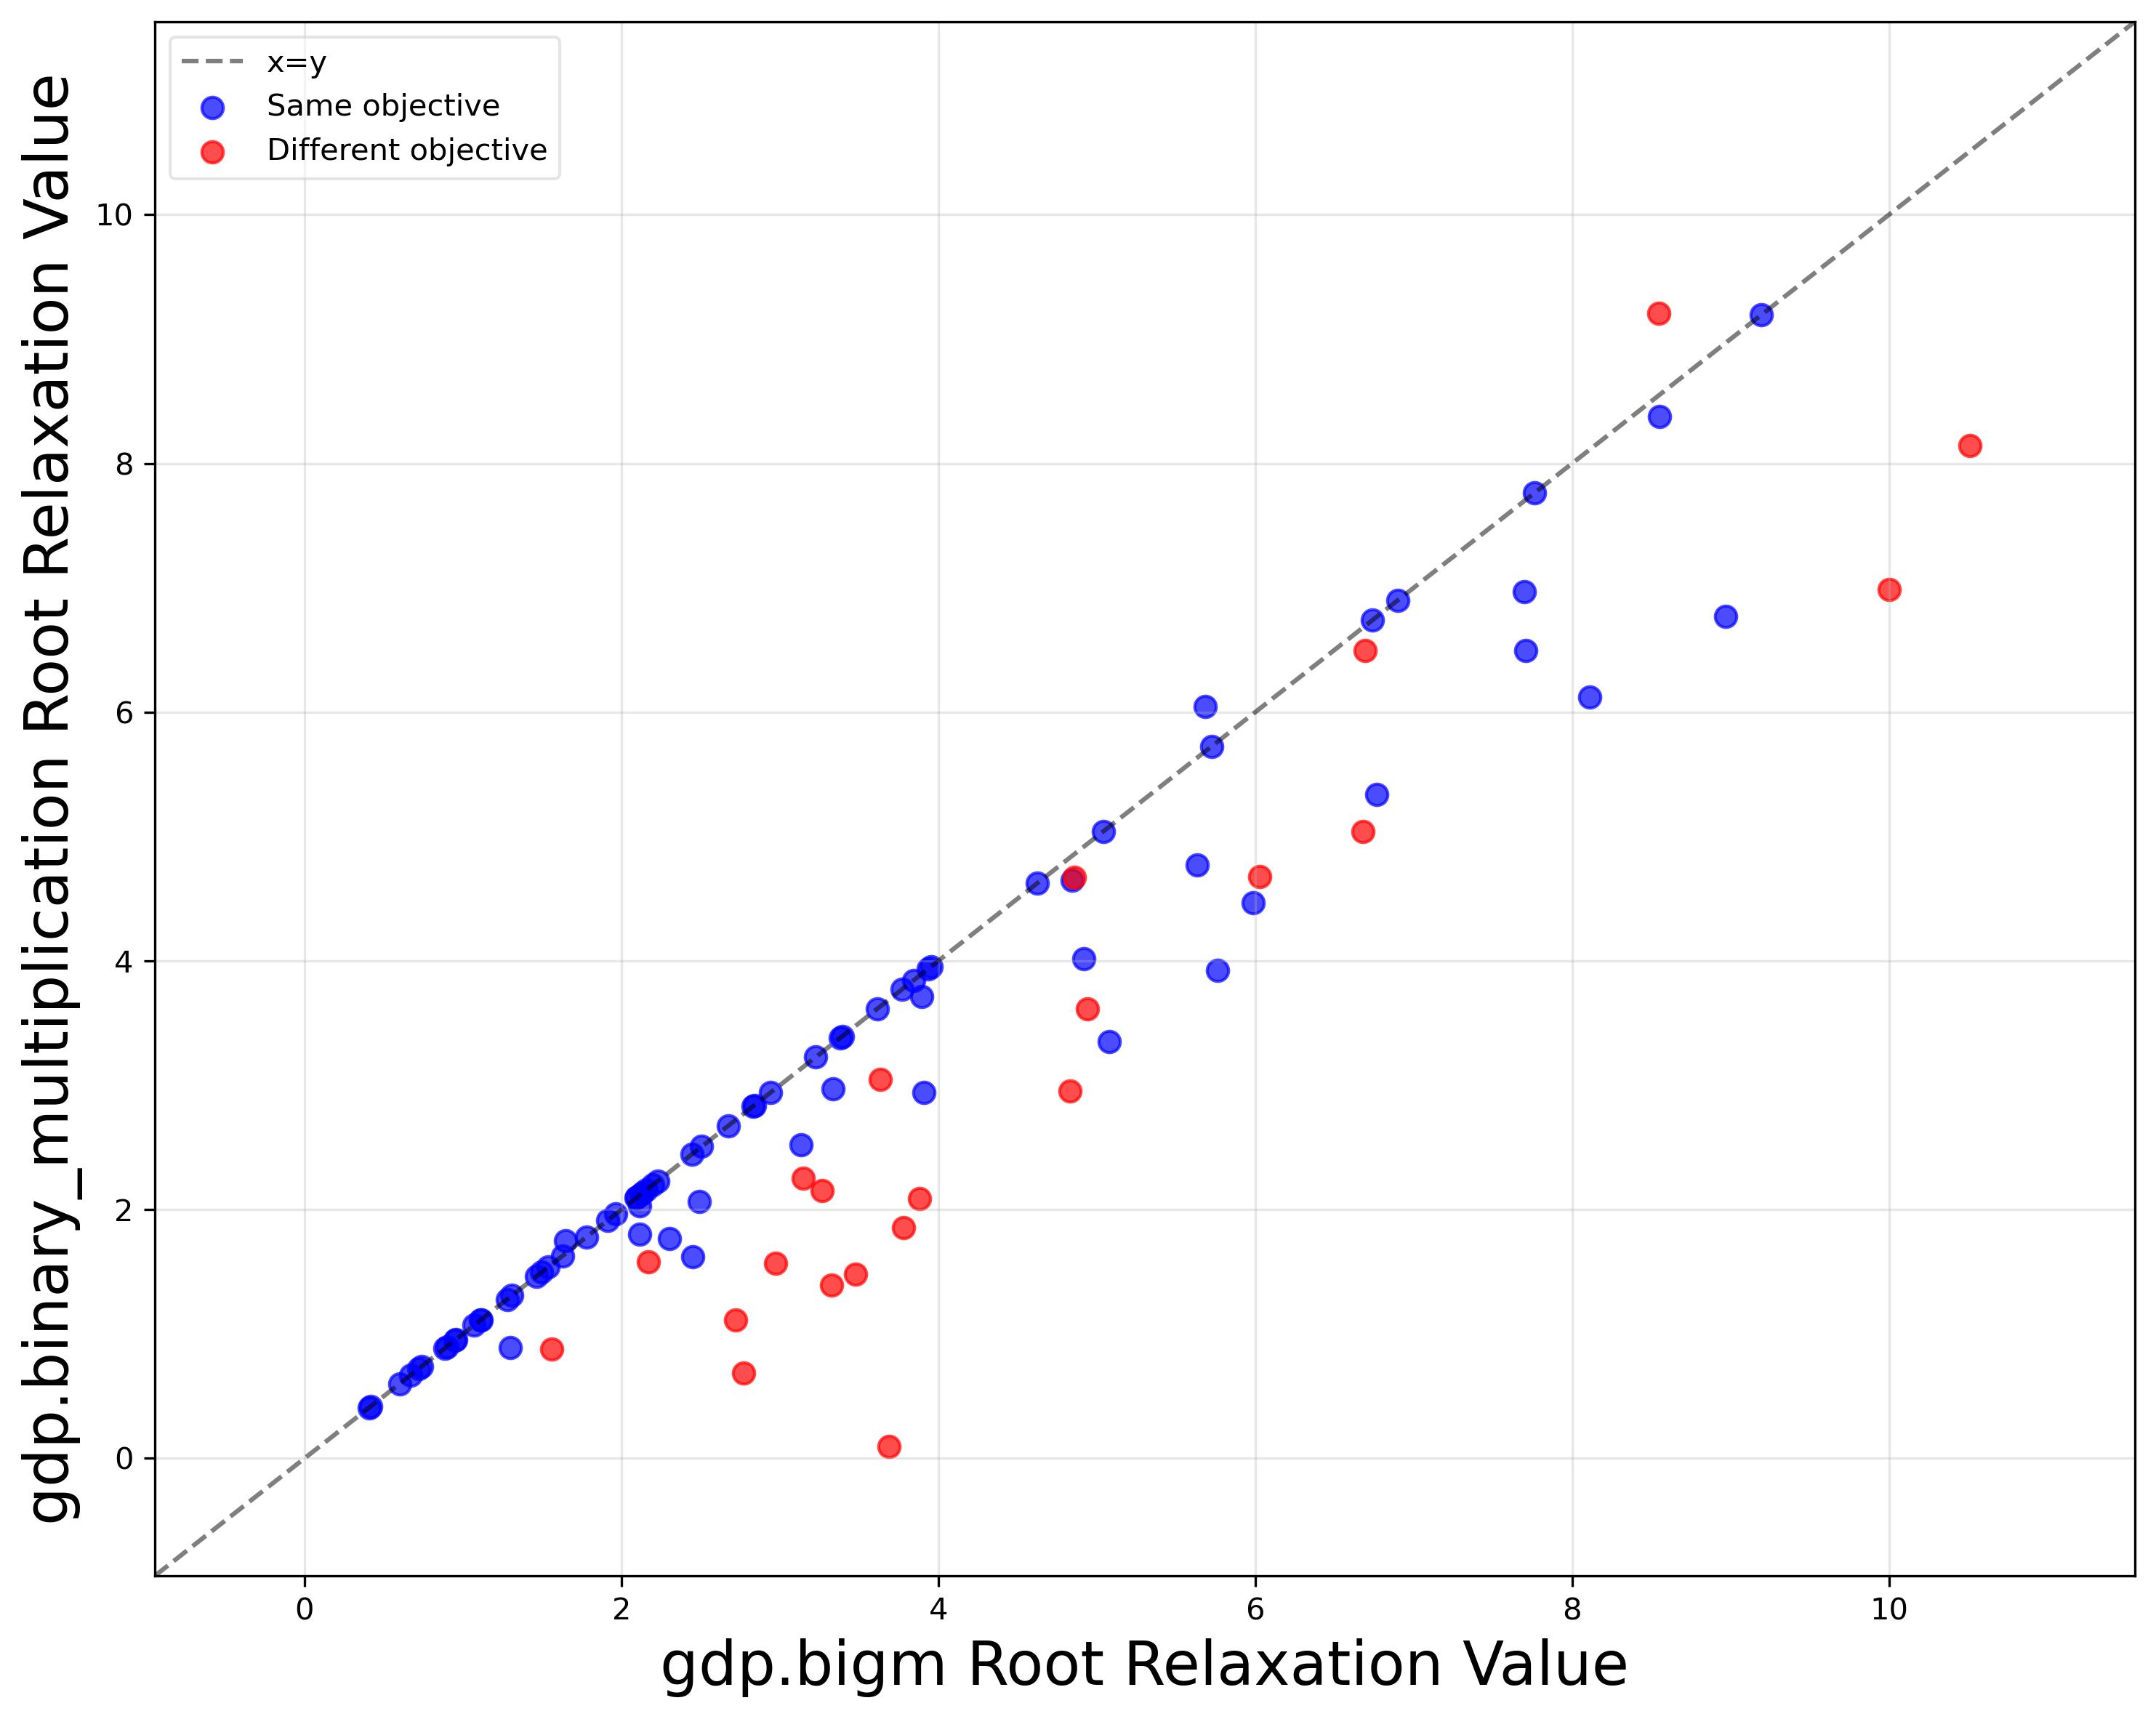 x=y
Same objective
Different objective
gdp.binary_multiplication Root Relaxation Value
10
8
6
4
2
0
0 2 4 6 8 10
gdp.bigm Root Relaxation Value